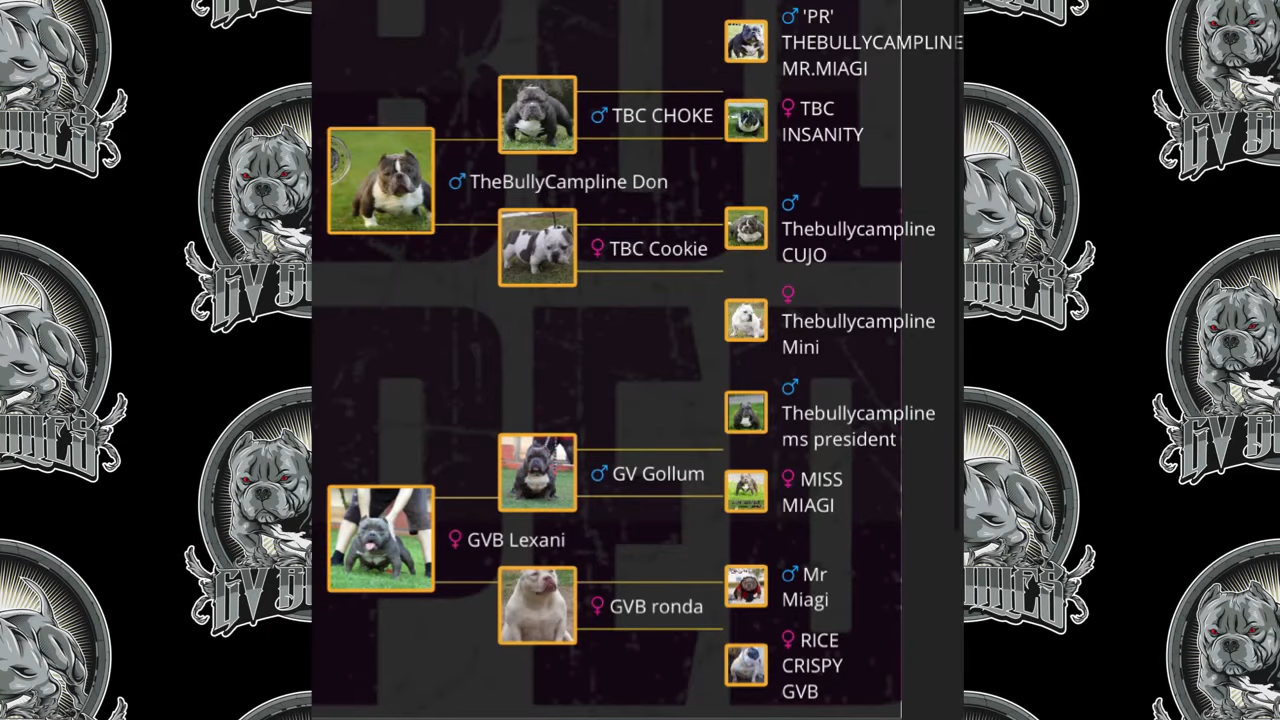 ♂ 'PR'
THEBULLYCAMPLINE
MR.MIAGI
♂ TBC CHOKE
♀ TBC
INSANITY
♂ TheBullyCampline Don
♂
Thebullycampline
CUJO
♀ TBC Cookie
♀
Thebullycampline
Mini
♂
Thebullycampline
ms president
♂ GV Gollum
♀ MISS
MIAGI
♀ GVB Lexani
♂ Mr
Miagi
♀ GVB ronda
♀ RICE
CRISPY
GVB